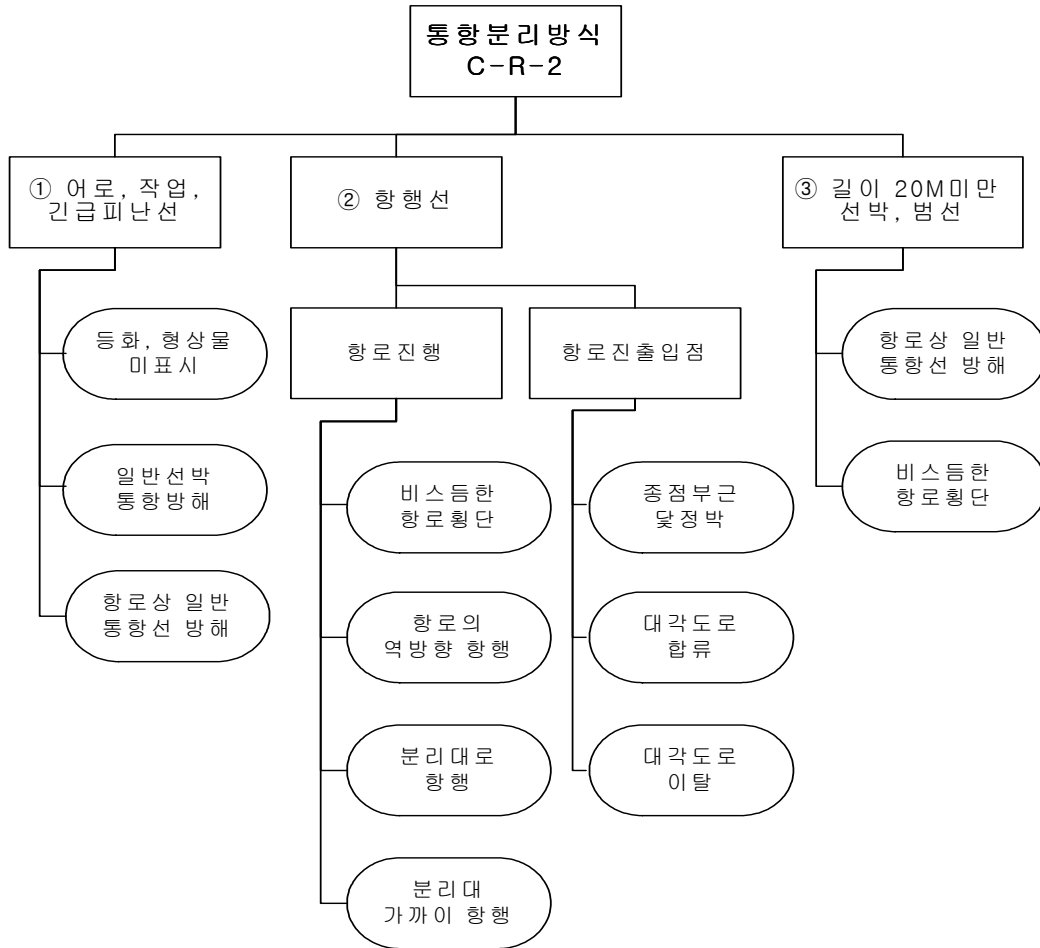 통항분리방식
C-R-2
① 어로, 작업,
긴급피난선
② 항행선
③ 길이 20M미만
선박, 범선
등화, 형상물
미표시
일반선박
통항방해
항로상 일반
통항선 방해
항로진행
항로진출입점
비스듬한
항로횡단
항로의
역방향 항행
분리대로
항행
분리대
가까이 항행
종점부근
닻정박
대각도로
합류
대각도로
이탈
항로상 일반
통항선 방해
비스듬한
항로횡단